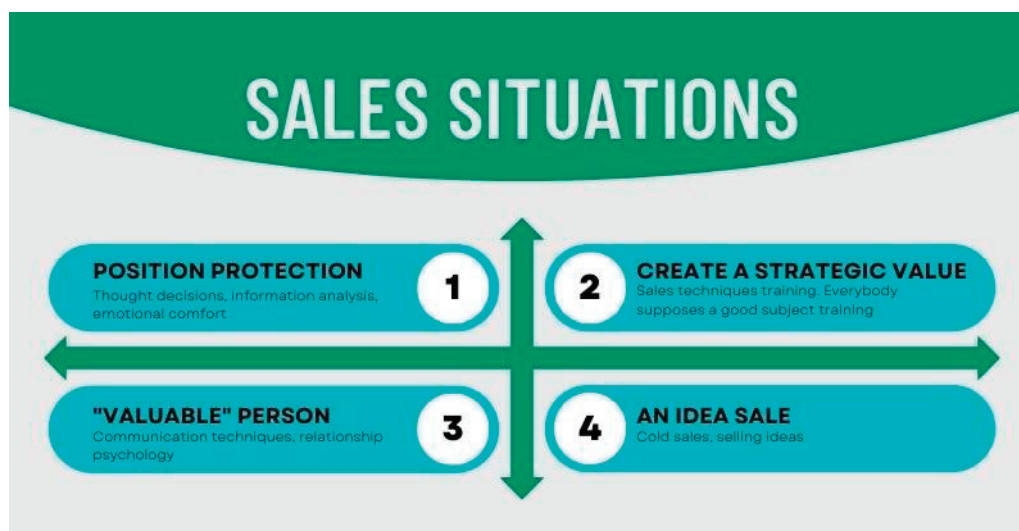 SALES SITUATIONS
POSITION PROTECTION
Thought decisions, information analysis,
emotional comfort
1
2
CREATE A STRATEGIC VALUE
Sales techniques training. Everybody
supposes a good subject training
"VALUABLE" PERSON
Communication techniques, relationship
psychology
3
4
AN IDEA SALE
Cold sales, selling ideas